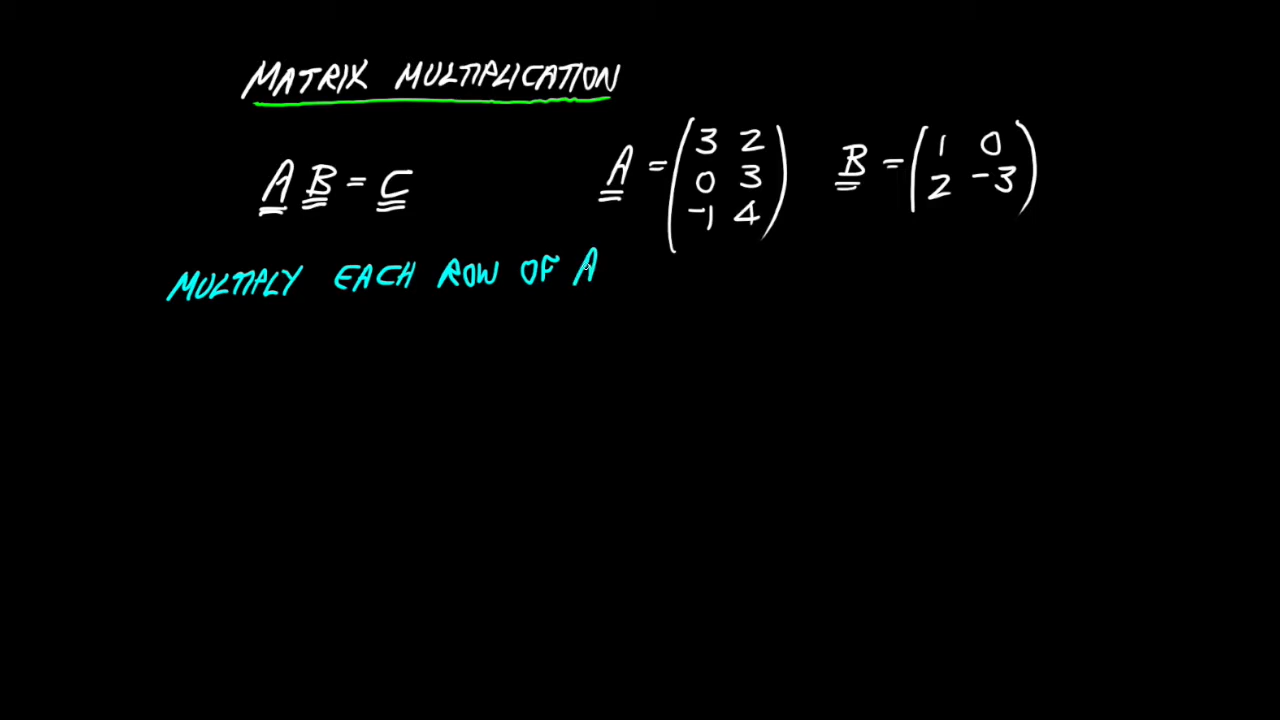 MATRIX MULTIPLICATION
A B = C
A = (3 2
0 3
-1 4)
B = (1 0
2 -3)
MULTIPLY EACH ROW OF A